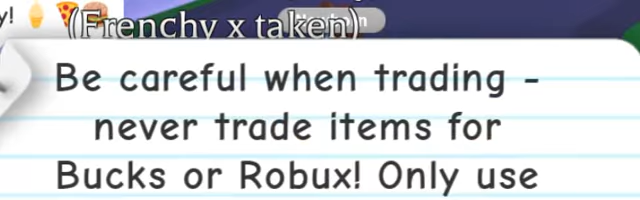 y!
(Frenchy x taken)
Be careful when trading -
never trade items for
Bucks or Robux! Only use